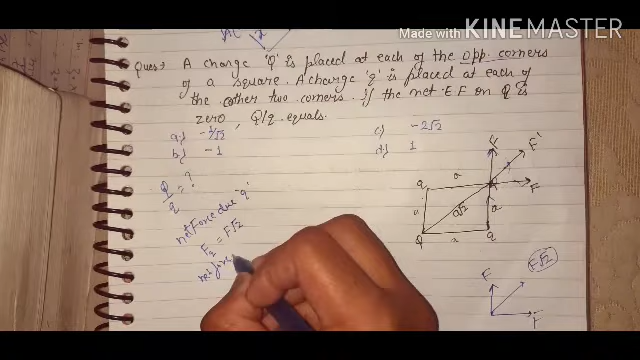 Made with KINEMASTER
Ques: A charge 'Q' is placed at each of the opp. corners
of a square. A charge 'q' is placed at each of
the other two corners. if the net E.F on Q is
zero, Q/q equals.
a) -1/√2 c) -2√2
b) -1 d) 1
Q/q = ?
net Force due 'q'
Fq = F√2
F F'
q a F
a a√2 a
Q a q
F F√2
F